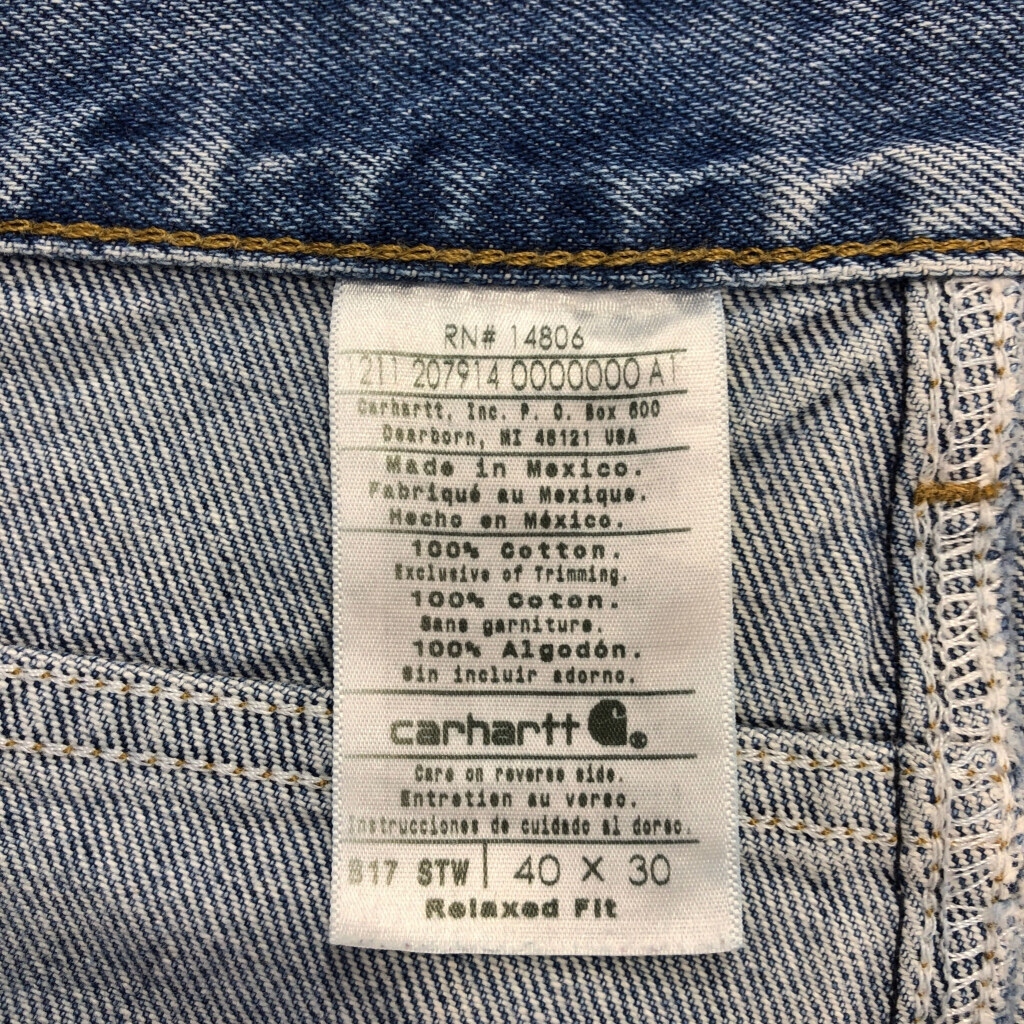 RN# 14806
1211 207914 0000000 A1
Carhartt, Inc. P. O. Box 600
Dearborn, MI 48121 USA
Made in Mexico.
Fabriqué au Mexique.
Hecho en México.
100% Cotton.
Exclusive of Trimming.
100% Coton.
Sans garniture.
100% Algodón.
Sin incluir adorno.
carhartt ®
Care on reverse side.
Entretien au verso.
Instrucciones de cuidado al dorso.
B17 STW | 40 X 30
Relaxed Fit